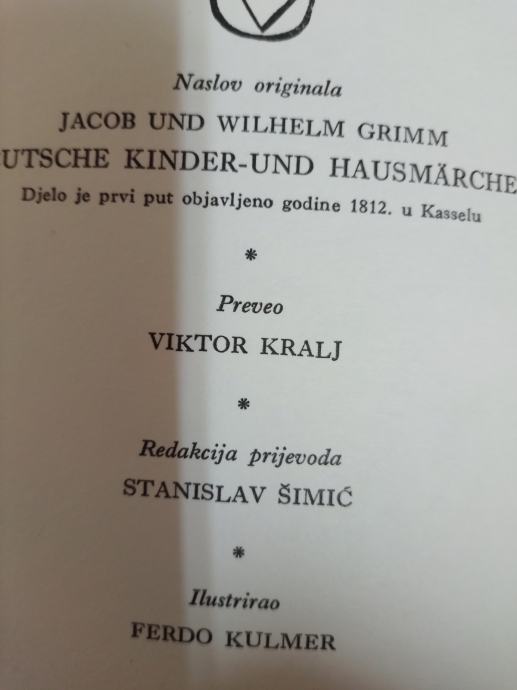 Naslov originala
JACOB UND WILHELM GRIMM
UTSCHE KINDER-UND HAUSMÄRCHE
Djelo je prvi put objavljeno godine 1812. u Kasselu
*
Preveo
VIKTOR KRALJ
*
Redakcija prijevoda
STANISLAV ŠIMIĆ
*
Ilustrirao
FERDO KULMER